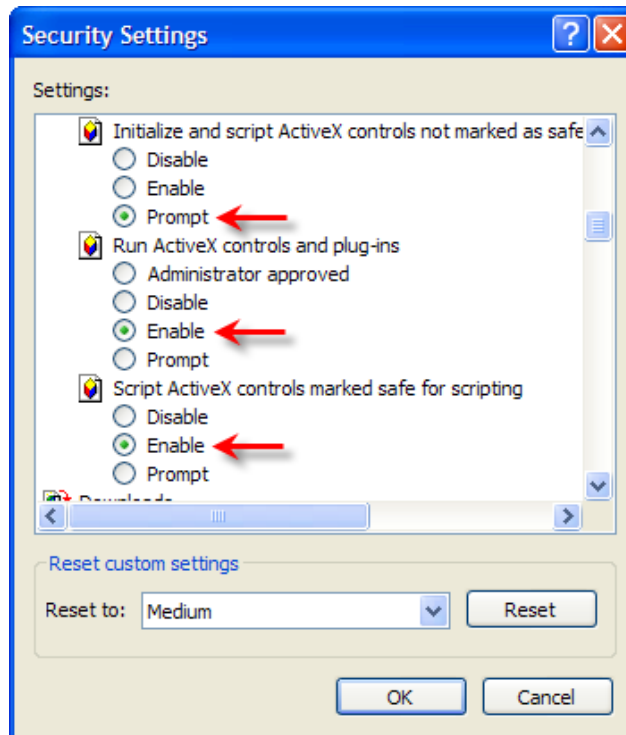 Security Settings
Settings:
Initialize and script ActiveX controls not marked as safe
Disable
Enable
Prompt
Run ActiveX controls and plug-ins
Administrator approved
Disable
Enable
Prompt
Script ActiveX controls marked safe for scripting
Disable
Enable
Prompt
Downloads
Reset custom settings
Reset to: Medium Reset
OK Cancel